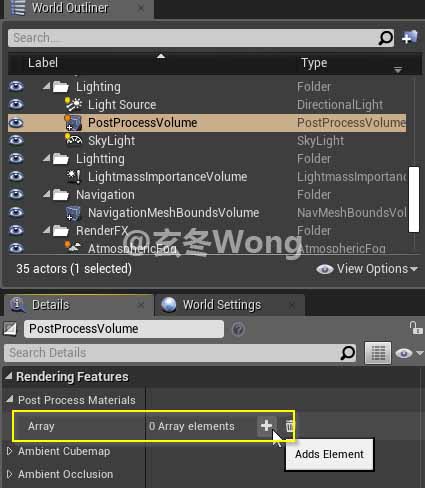 World Outliner
Search...
Label Type
Lighting Folder
Light Source DirectionalLight
PostProcessVolume PostProcessVolume
SkyLight SkyLight
Lightting Folder
LightmassImportanceVolume LightmassImportanc
Navigation Folder
NavigationMeshBoundsVolume NavMeshBoundsVolu
RenderFX Folder
AtmosphericFog AtmosphericFog
@玄冬Wong
35 actors (1 selected) View Options
Details World Settings
PostProcessVolume
Search Details
Rendering Features
Post Process Materials
Array 0 Array elements
Adds Element
Ambient Cubemap
Ambient Occlusion